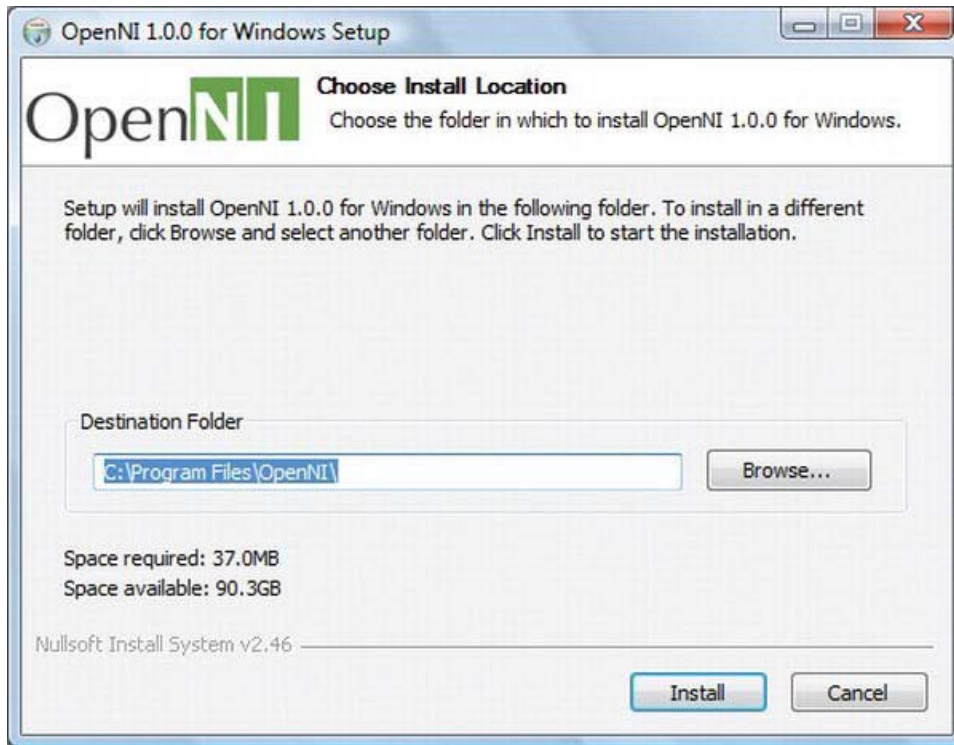 OpenNI 1.0.0 for Windows Setup
OpenNI
Choose Install Location
Choose the folder in which to install OpenNI 1.0.0 for Windows.
Setup will install OpenNI 1.0.0 for Windows in the following folder. To install in a different
folder, click Browse and select another folder. Click Install to start the installation.
Destination Folder
C:\Program Files\OpenNI\
Browse...
Space required: 37.0MB
Space available: 90.3GB
Nullsoft Install System v2.46
Install
Cancel